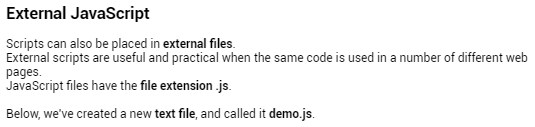 External JavaScript
Scripts can also be placed in external files.
External scripts are useful and practical when the same code is used in a number of different web
pages.
JavaScript files have the file extension .js.
Below, we've created a new text file, and called it demo.js.